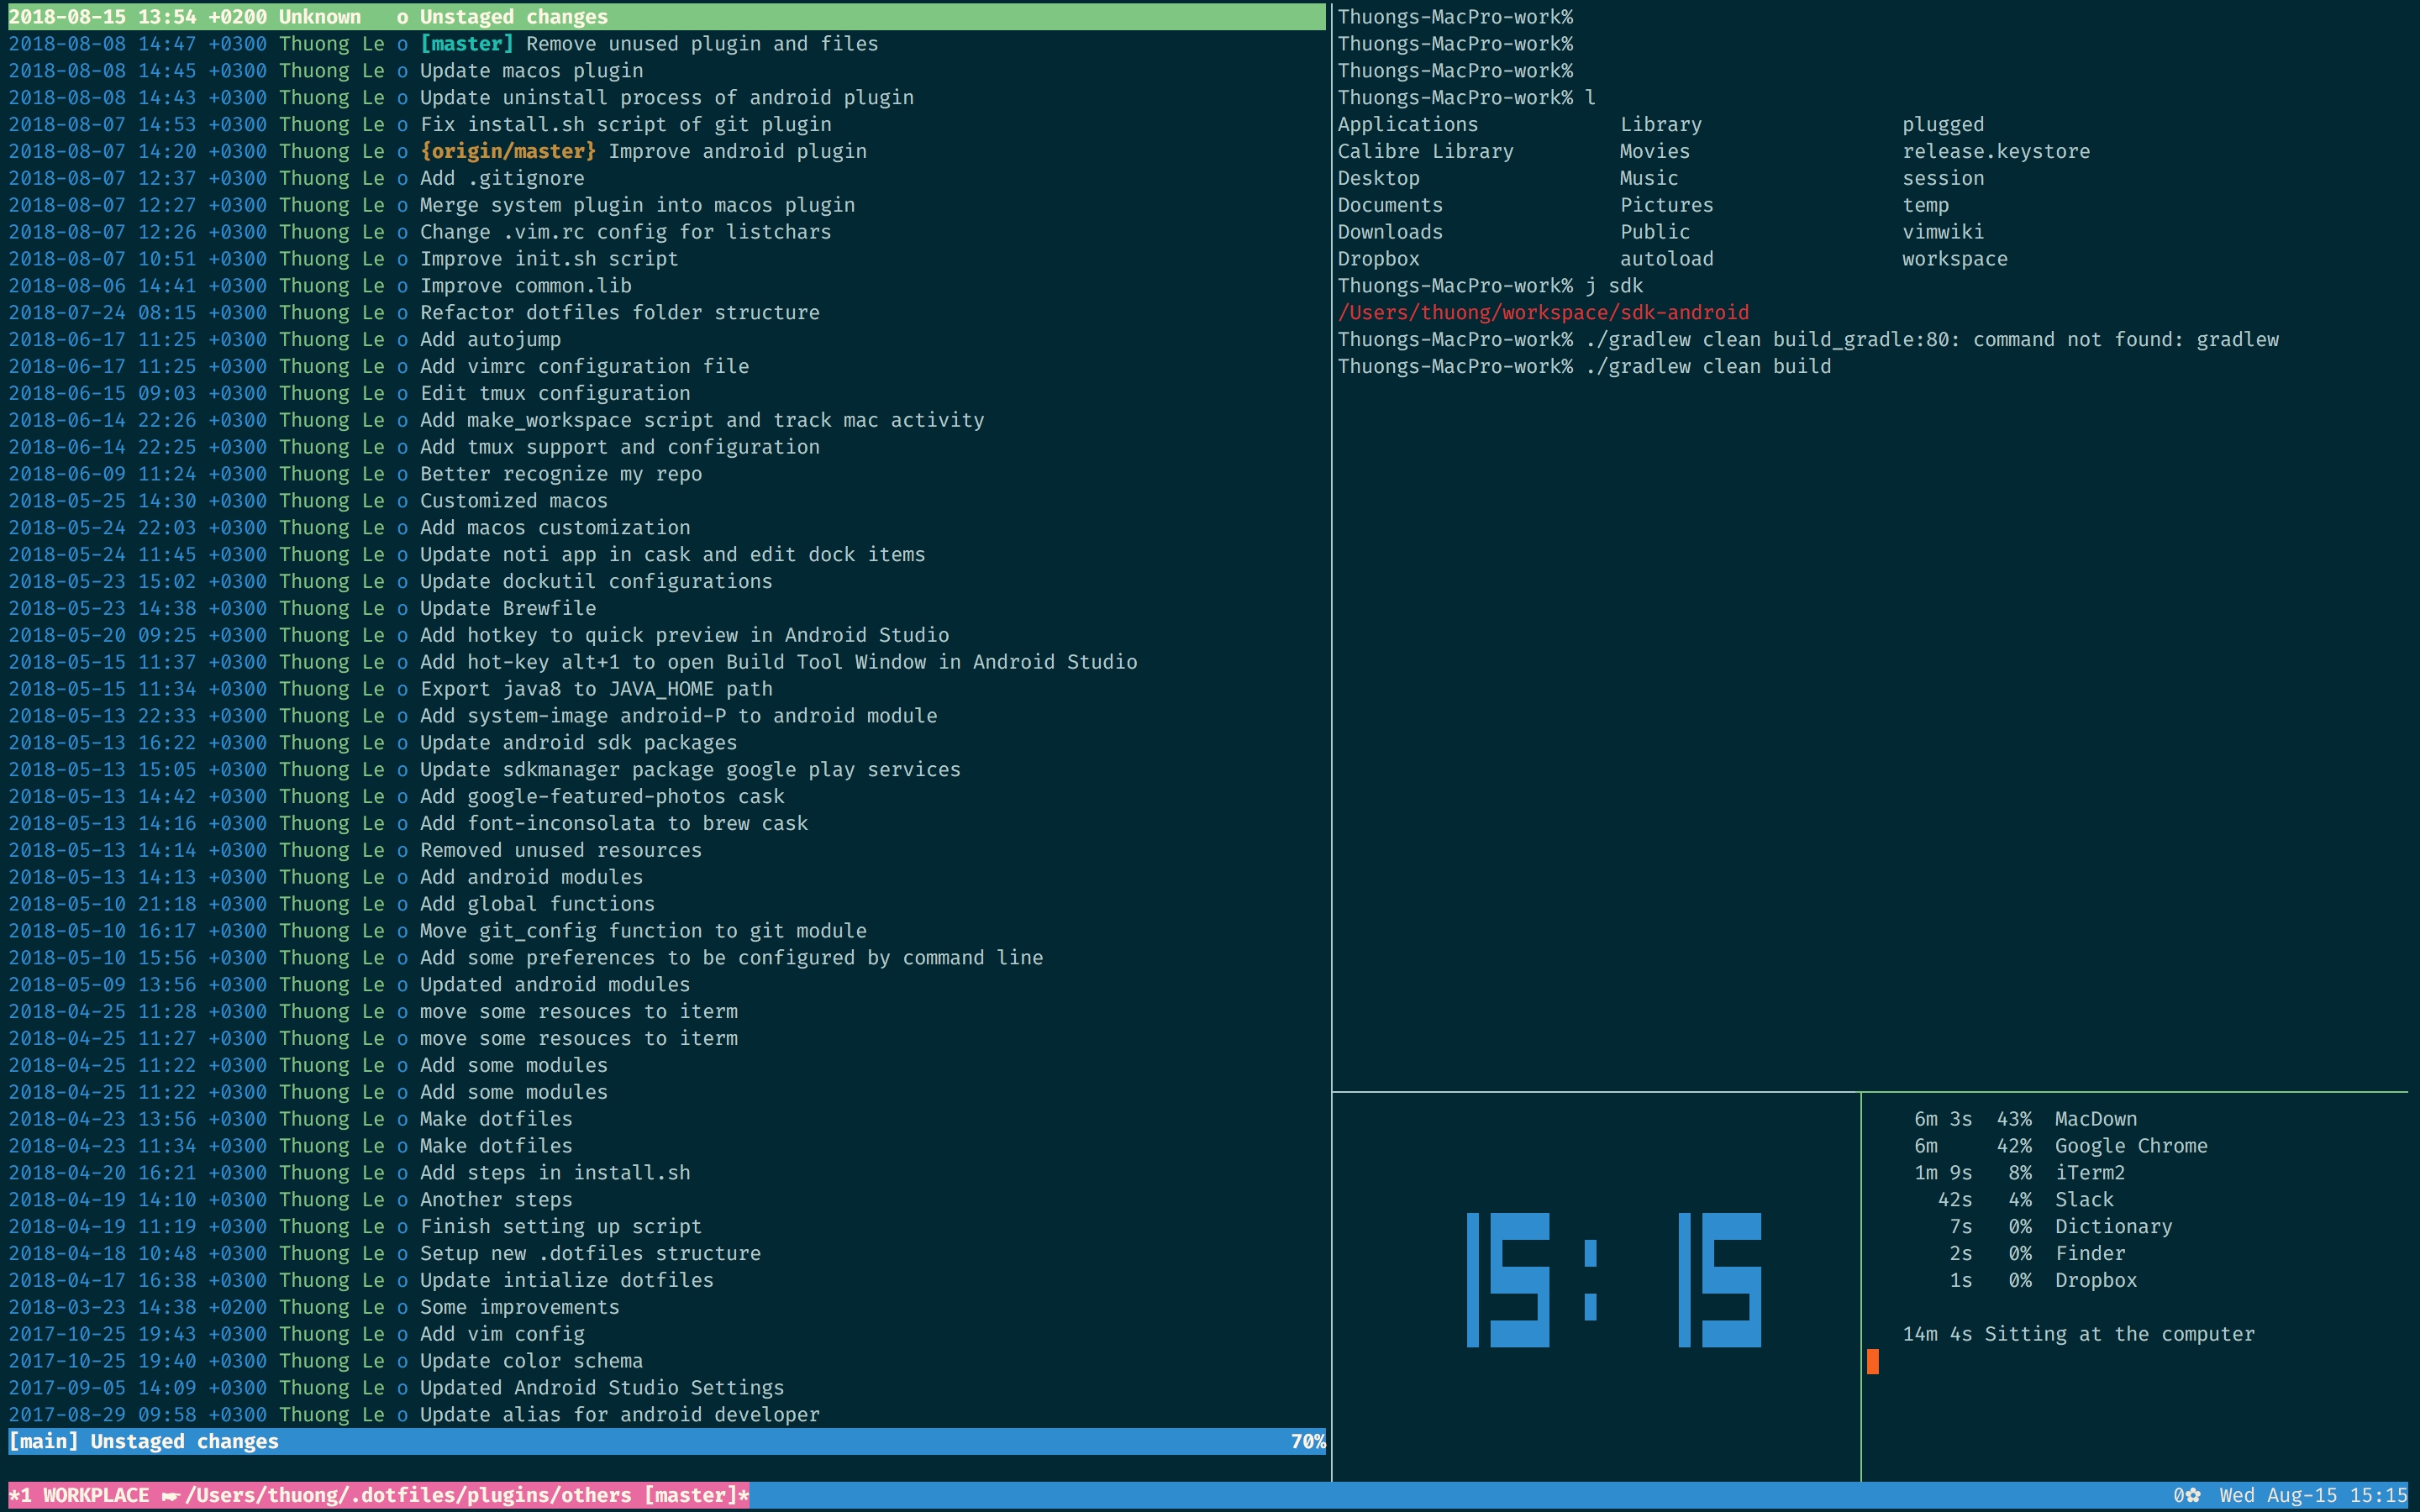 2018-08-15 13:54 +0200 Unknown   o Unstaged changes
2018-08-08 14:47 +0300 Thuong Le o [master] Remove unused plugin and files
2018-08-08 14:45 +0300 Thuong Le o Update macos plugin
2018-08-08 14:43 +0300 Thuong Le o Update uninstall process of android plugin
2018-08-07 14:53 +0300 Thuong Le o Fix install.sh script of git plugin
2018-08-07 14:20 +0300 Thuong Le o {origin/master} Improve android plugin
2018-08-07 12:37 +0300 Thuong Le o Add .gitignore
2018-08-07 12:27 +0300 Thuong Le o Merge system plugin into macos plugin
2018-08-07 12:26 +0300 Thuong Le o Change .vim.rc config for listchars
2018-08-07 10:51 +0300 Thuong Le o Improve init.sh script
2018-08-06 14:41 +0300 Thuong Le o Improve common.lib
2018-07-24 08:15 +0300 Thuong Le o Refactor dotfiles folder structure
2018-06-17 11:25 +0300 Thuong Le o Add autojump
2018-06-17 11:25 +0300 Thuong Le o Add vimrc configuration file
2018-06-15 09:03 +0300 Thuong Le o Edit tmux configuration
2018-06-14 22:26 +0300 Thuong Le o Add make_workspace script and track mac activity
2018-06-14 22:25 +0300 Thuong Le o Add tmux support and configuration
2018-06-09 11:24 +0300 Thuong Le o Better recognize my repo
2018-05-25 14:30 +0300 Thuong Le o Customized macos
2018-05-24 22:03 +0300 Thuong Le o Add macos customization
2018-05-24 11:45 +0300 Thuong Le o Update noti app in cask and edit dock items
2018-05-23 15:02 +0300 Thuong Le o Update dockutil configurations
2018-05-23 14:38 +0300 Thuong Le o Update Brewfile
2018-05-20 09:25 +0300 Thuong Le o Add hotkey to quick preview in Android Studio
2018-05-15 11:37 +0300 Thuong Le o Add hot-key alt+1 to open Build Tool Window in Android Studio
2018-05-15 11:34 +0300 Thuong Le o Export java8 to JAVA_HOME path
2018-05-13 22:33 +0300 Thuong Le o Add system-image android-P to android module
2018-05-13 16:22 +0300 Thuong Le o Update android sdk packages
2018-05-13 15:05 +0300 Thuong Le o Update sdkmanager package google play services
2018-05-13 14:42 +0300 Thuong Le o Add google-featured-photos cask
2018-05-13 14:16 +0300 Thuong Le o Add font-inconsolata to brew cask
2018-05-13 14:14 +0300 Thuong Le o Removed unused resources
2018-05-13 14:13 +0300 Thuong Le o Add android modules
2018-05-10 21:18 +0300 Thuong Le o Add global functions
2018-05-10 16:17 +0300 Thuong Le o Move git_config function to git module
2018-05-10 15:56 +0300 Thuong Le o Add some preferences to be configured by command line
2018-05-09 13:56 +0300 Thuong Le o Updated android modules
2018-04-25 11:28 +0300 Thuong Le o move some resouces to iterm
2018-04-25 11:27 +0300 Thuong Le o move some resouces to iterm
2018-04-25 11:22 +0300 Thuong Le o Add some modules
2018-04-25 11:22 +0300 Thuong Le o Add some modules
2018-04-23 13:56 +0300 Thuong Le o Make dotfiles
2018-04-23 11:34 +0300 Thuong Le o Make dotfiles
2018-04-20 16:21 +0300 Thuong Le o Add steps in install.sh
2018-04-19 14:10 +0300 Thuong Le o Another steps
2018-04-19 11:19 +0300 Thuong Le o Finish setting up script
2018-04-18 10:48 +0300 Thuong Le o Setup new .dotfiles structure
2018-04-17 16:38 +0300 Thuong Le o Update intialize dotfiles
2018-03-23 14:38 +0200 Thuong Le o Some improvements
2017-10-25 19:43 +0300 Thuong Le o Add vim config
2017-10-25 19:40 +0300 Thuong Le o Update color schema
2017-09-05 14:09 +0300 Thuong Le o Updated Android Studio Settings
2017-08-29 09:58 +0300 Thuong Le o Update alias for android developer
[main] Unstaged changes 70%
Thuongs-MacPro-work%
Thuongs-MacPro-work%
Thuongs-MacPro-work%
Thuongs-MacPro-work% l
Applications Library plugged
Calibre Library Movies release.keystore
Desktop Music session
Documents Pictures temp
Downloads Public vimwiki
Dropbox autoload workspace
Thuongs-MacPro-work% j sdk
/Users/thuong/workspace/sdk-android
Thuongs-MacPro-work% ./gradlew clean build_gradle:80: command not found: gradlew
Thuongs-MacPro-work% ./gradlew clean build
15:15
6m 3s 43% MacDown
6m 42% Google Chrome
1m 9s 8% iTerm2
42s 4% Slack
7s 0% Dictionary
2s 0% Finder
1s 0% Dropbox
14m 4s Sitting at the computer
*1 WORKPLACE ☛ /Users/thuong/.dotfiles/plugins/others [master]* 0✿ Wed Aug-15 15:15